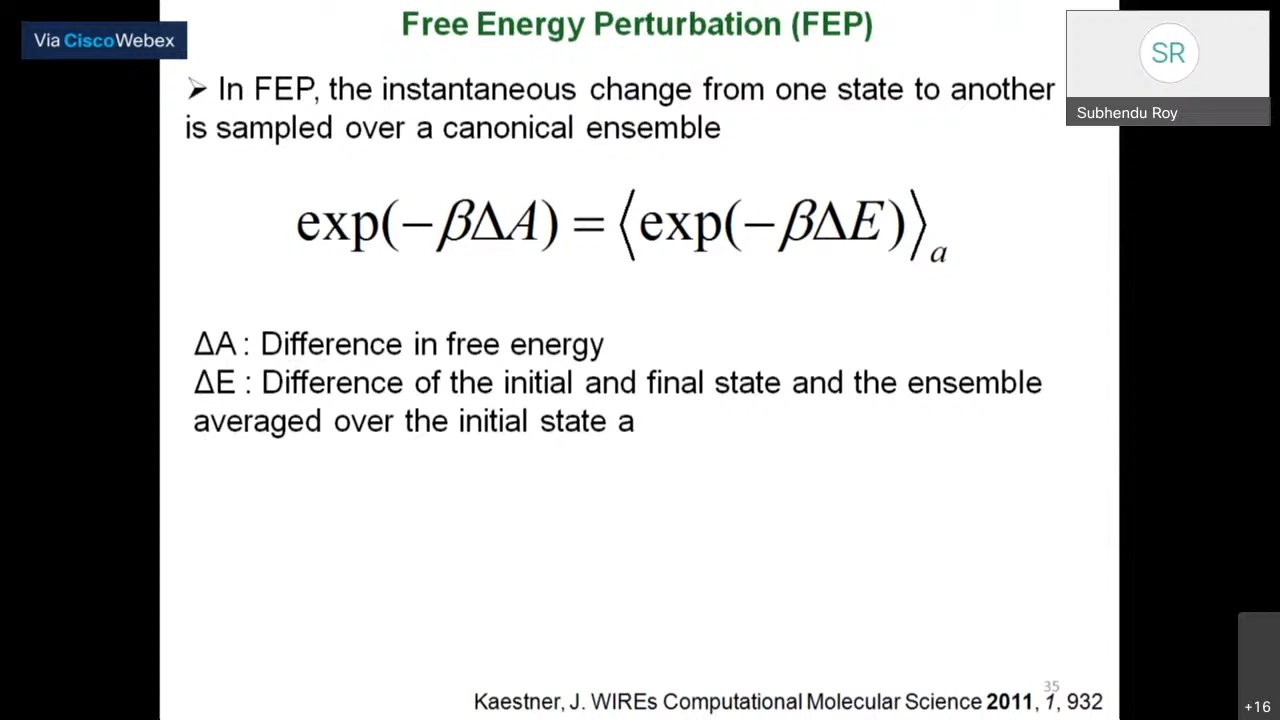 Via Cisco Webex
Free Energy Perturbation (FEP)
SR
Subhendu Roy
➢ In FEP, the instantaneous change from one state to another
is sampled over a canonical ensemble
exp(−βΔA) = ⟨exp(−βΔE)⟩a
ΔA : Difference in free energy
ΔE : Difference of the initial and final state and the ensemble
averaged over the initial state a
35
Kaestner, J. WIREs Computational Molecular Science 2011, 1, 932
+16